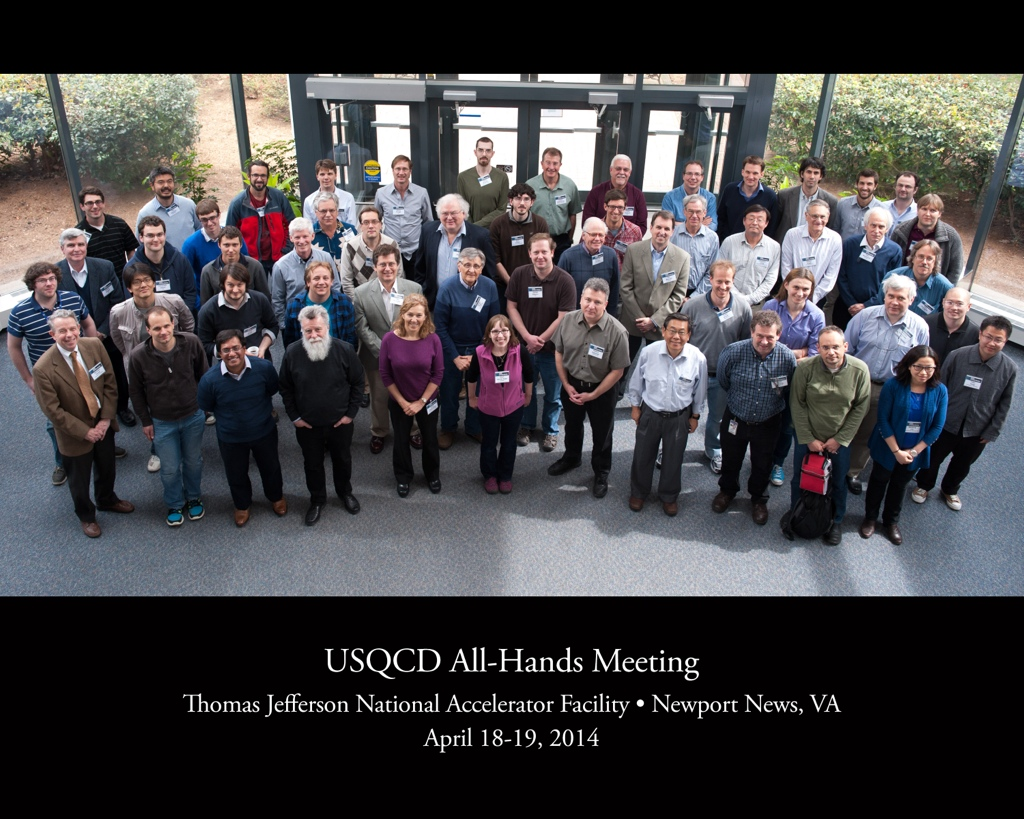 USQCD All-Hands Meeting
Thomas Jefferson National Accelerator Facility • Newport News, VA
April 18-19, 2014